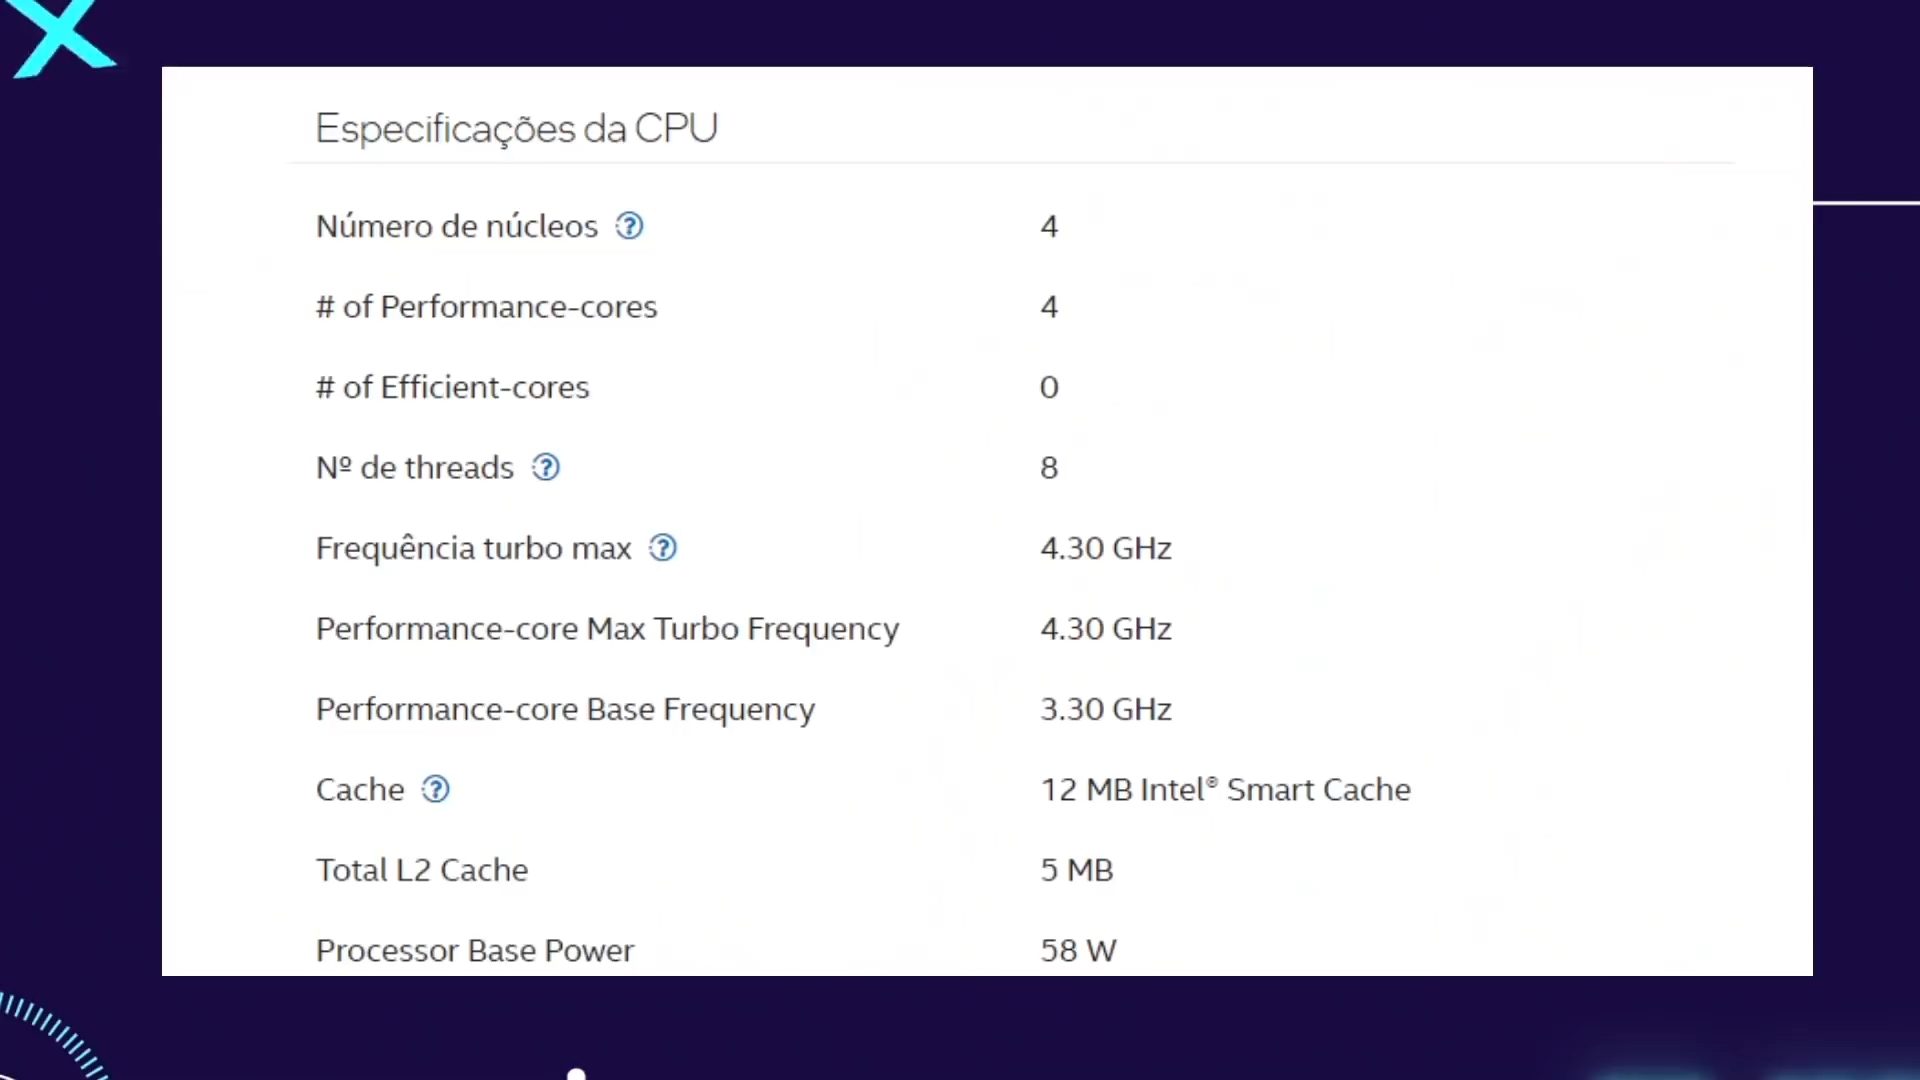 Especificações da CPU
Número de núcleos 4
# of Performance-cores 4
# of Efficient-cores 0
Nº de threads 8
Frequência turbo max 4.30 GHz
Performance-core Max Turbo Frequency 4.30 GHz
Performance-core Base Frequency 3.30 GHz
Cache 12 MB Intel® Smart Cache
Total L2 Cache 5 MB
Processor Base Power 58 W